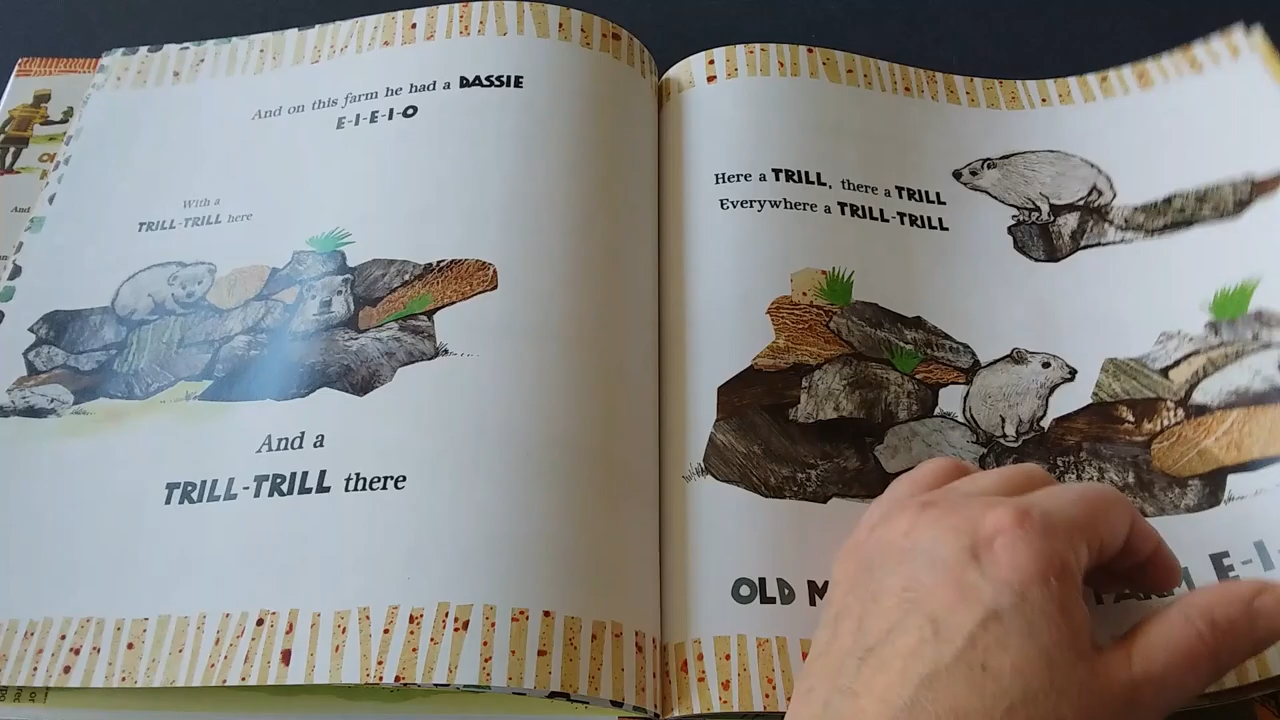 And on this farm he had a DASSIE
E-I-E-I-O
With a
TRILL-TRILL here
And a
TRILL-TRILL there
Here a TRILL, there a TRILL
Everywhere a TRILL-TRILL
OLD
And